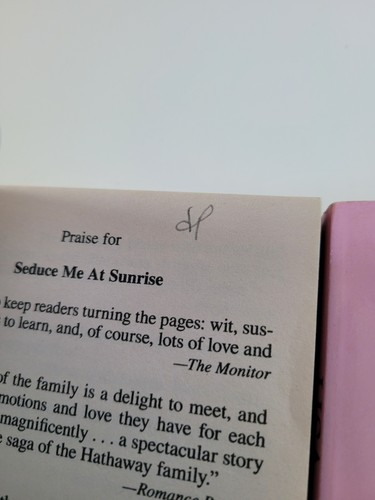 Praise for
Seduce Me At Sunrise
keep readers turning the pages: wit, sus-
to learn, and, of course, lots of love and
—The Monitor
of the family is a delight to meet, and
motions and love they have for each
magnificently . . . a spectacular story
saga of the Hathaway family.”
—Romance